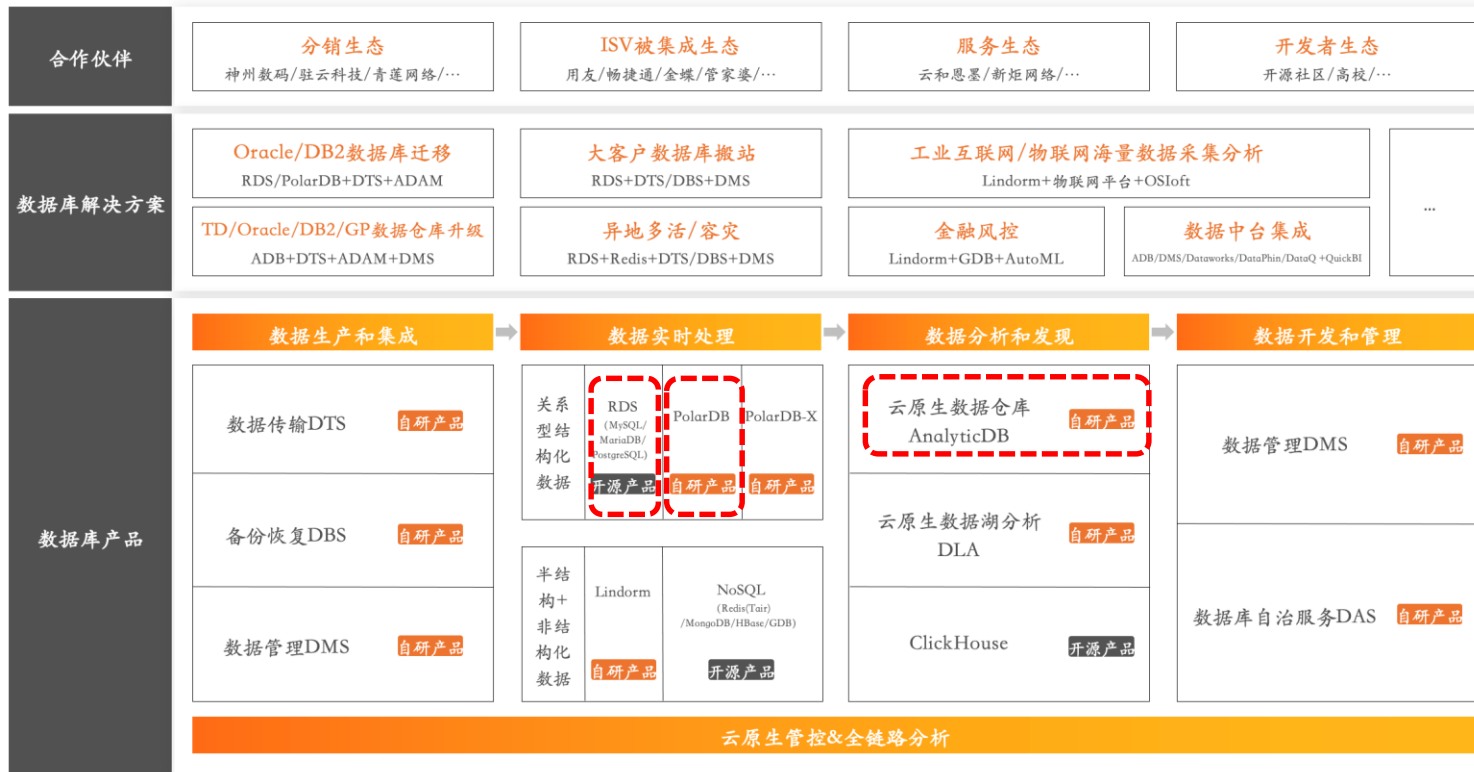 合作伙伴
分销生态
神州数码/驻云科技/青莲网络/…
ISV被集成生态
用友/畅捷通/金蝶/管家婆/…
服务生态
云和恩墨/新炬网络/…
开发者生态
开源社区/高校/…
数据库解决方案
Oracle/DB2数据库迁移
RDS/PolarDB+DTS+ADAM
大客户数据库搬站
RDS+DTS/DBS+DMS
工业互联网/物联网海量数据采集分析
Lindorm+物联网平台+OSIoft
...
TD/Oracle/DB2/GP数据仓库升级
ADB+DTS+ADAM+DMS
异地多活/容灾
RDS+Redis+DTS/DBS+DMS
金融风控
Lindorm+GDB+AutoML
数据中台集成
ADB/DMS/Dataworks/DataPhin/DataQ +QuickBI
数据库产品
数据生产和集成
数据实时处理
数据分析和发现
数据开发和管理
数据传输DTS
自研产品
备份恢复DBS
自研产品
数据管理DMS
自研产品
关系
型结
构化
数据
RDS
(MySQL/
MariaDB/
PostgreSQL)
开源产品
PolarDB
自研产品
PolarDB-X
自研产品
半结
构+
非结
构化
数据
Lindorm
自研产品
NoSQL
(Redis(Tair)
/MongoDB/HBase/GDB)
开源产品
云原生数据仓库
AnalyticDB
自研产品
云原生数据湖分析
DLA
自研产品
ClickHouse
开源产品
数据管理DMS
自研产品
数据库自治服务DAS
自研产品
云原生管控&全链路分析